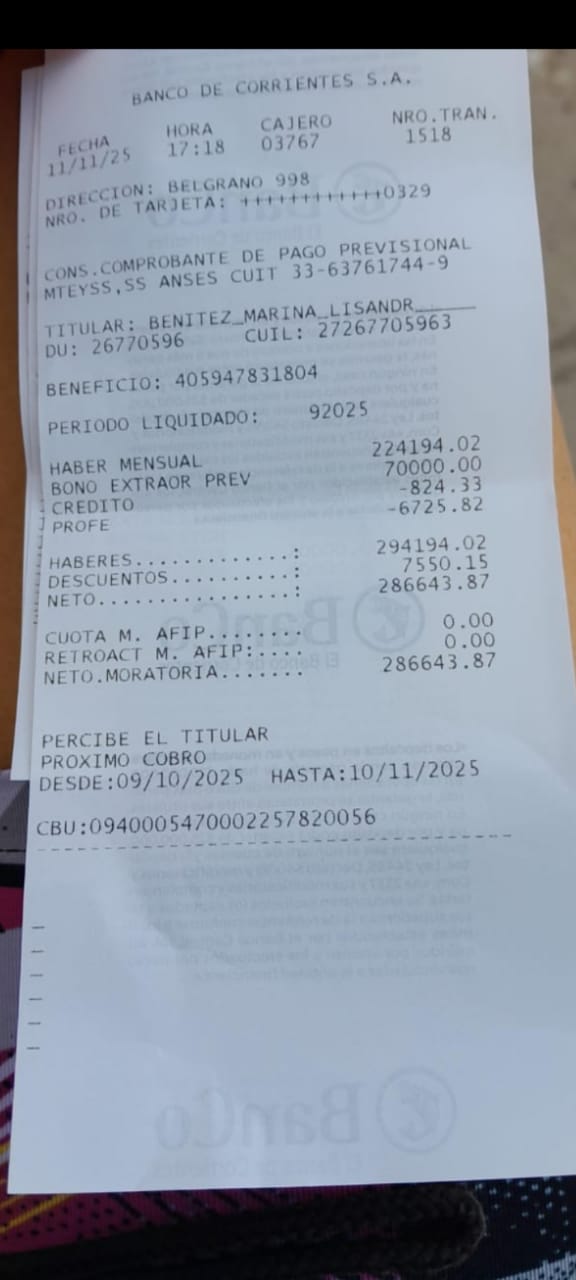 BANCO DE CORRIENTES S.A.
FECHA HORA CAJERO NRO.TRAN.
11/11/25 17:18 03767 1518
DIRECCION: BELGRANO 998
NRO. DE TARJETA: ++++++++++++0329
CONS.COMPROBANTE DE PAGO PREVISIONAL
MTEYSS,SS ANSES CUIT 33-63761744-9
TITULAR: BENITEZ_MARINA_LISANDR_____
DU: 26770596 CUIL: 27267705963
BENEFICIO: 405947831804
PERIODO LIQUIDADO: 92025
HABER MENSUAL 224194.02
BONO EXTRAOR PREV 70000.00
CREDITO -824.33
PROFE -6725.82
HABERES.............: 294194.02
DESCUENTOS..........: 7550.15
NETO................: 286643.87
CUOTA M. AFIP........ 0.00
RETROACT M. AFIP:.... 0.00
NETO.MORATORIA....... 286643.87
PERCIBE EL TITULAR
PROXIMO COBRO
DESDE:09/10/2025 HASTA:10/11/2025
CBU:0940005470002257820056
BanCo
BanCo